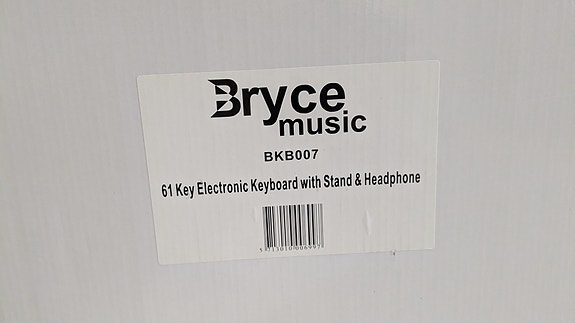 Bryce
music
BKB007
61 Key Electronic Keyboard with Stand & Headphone